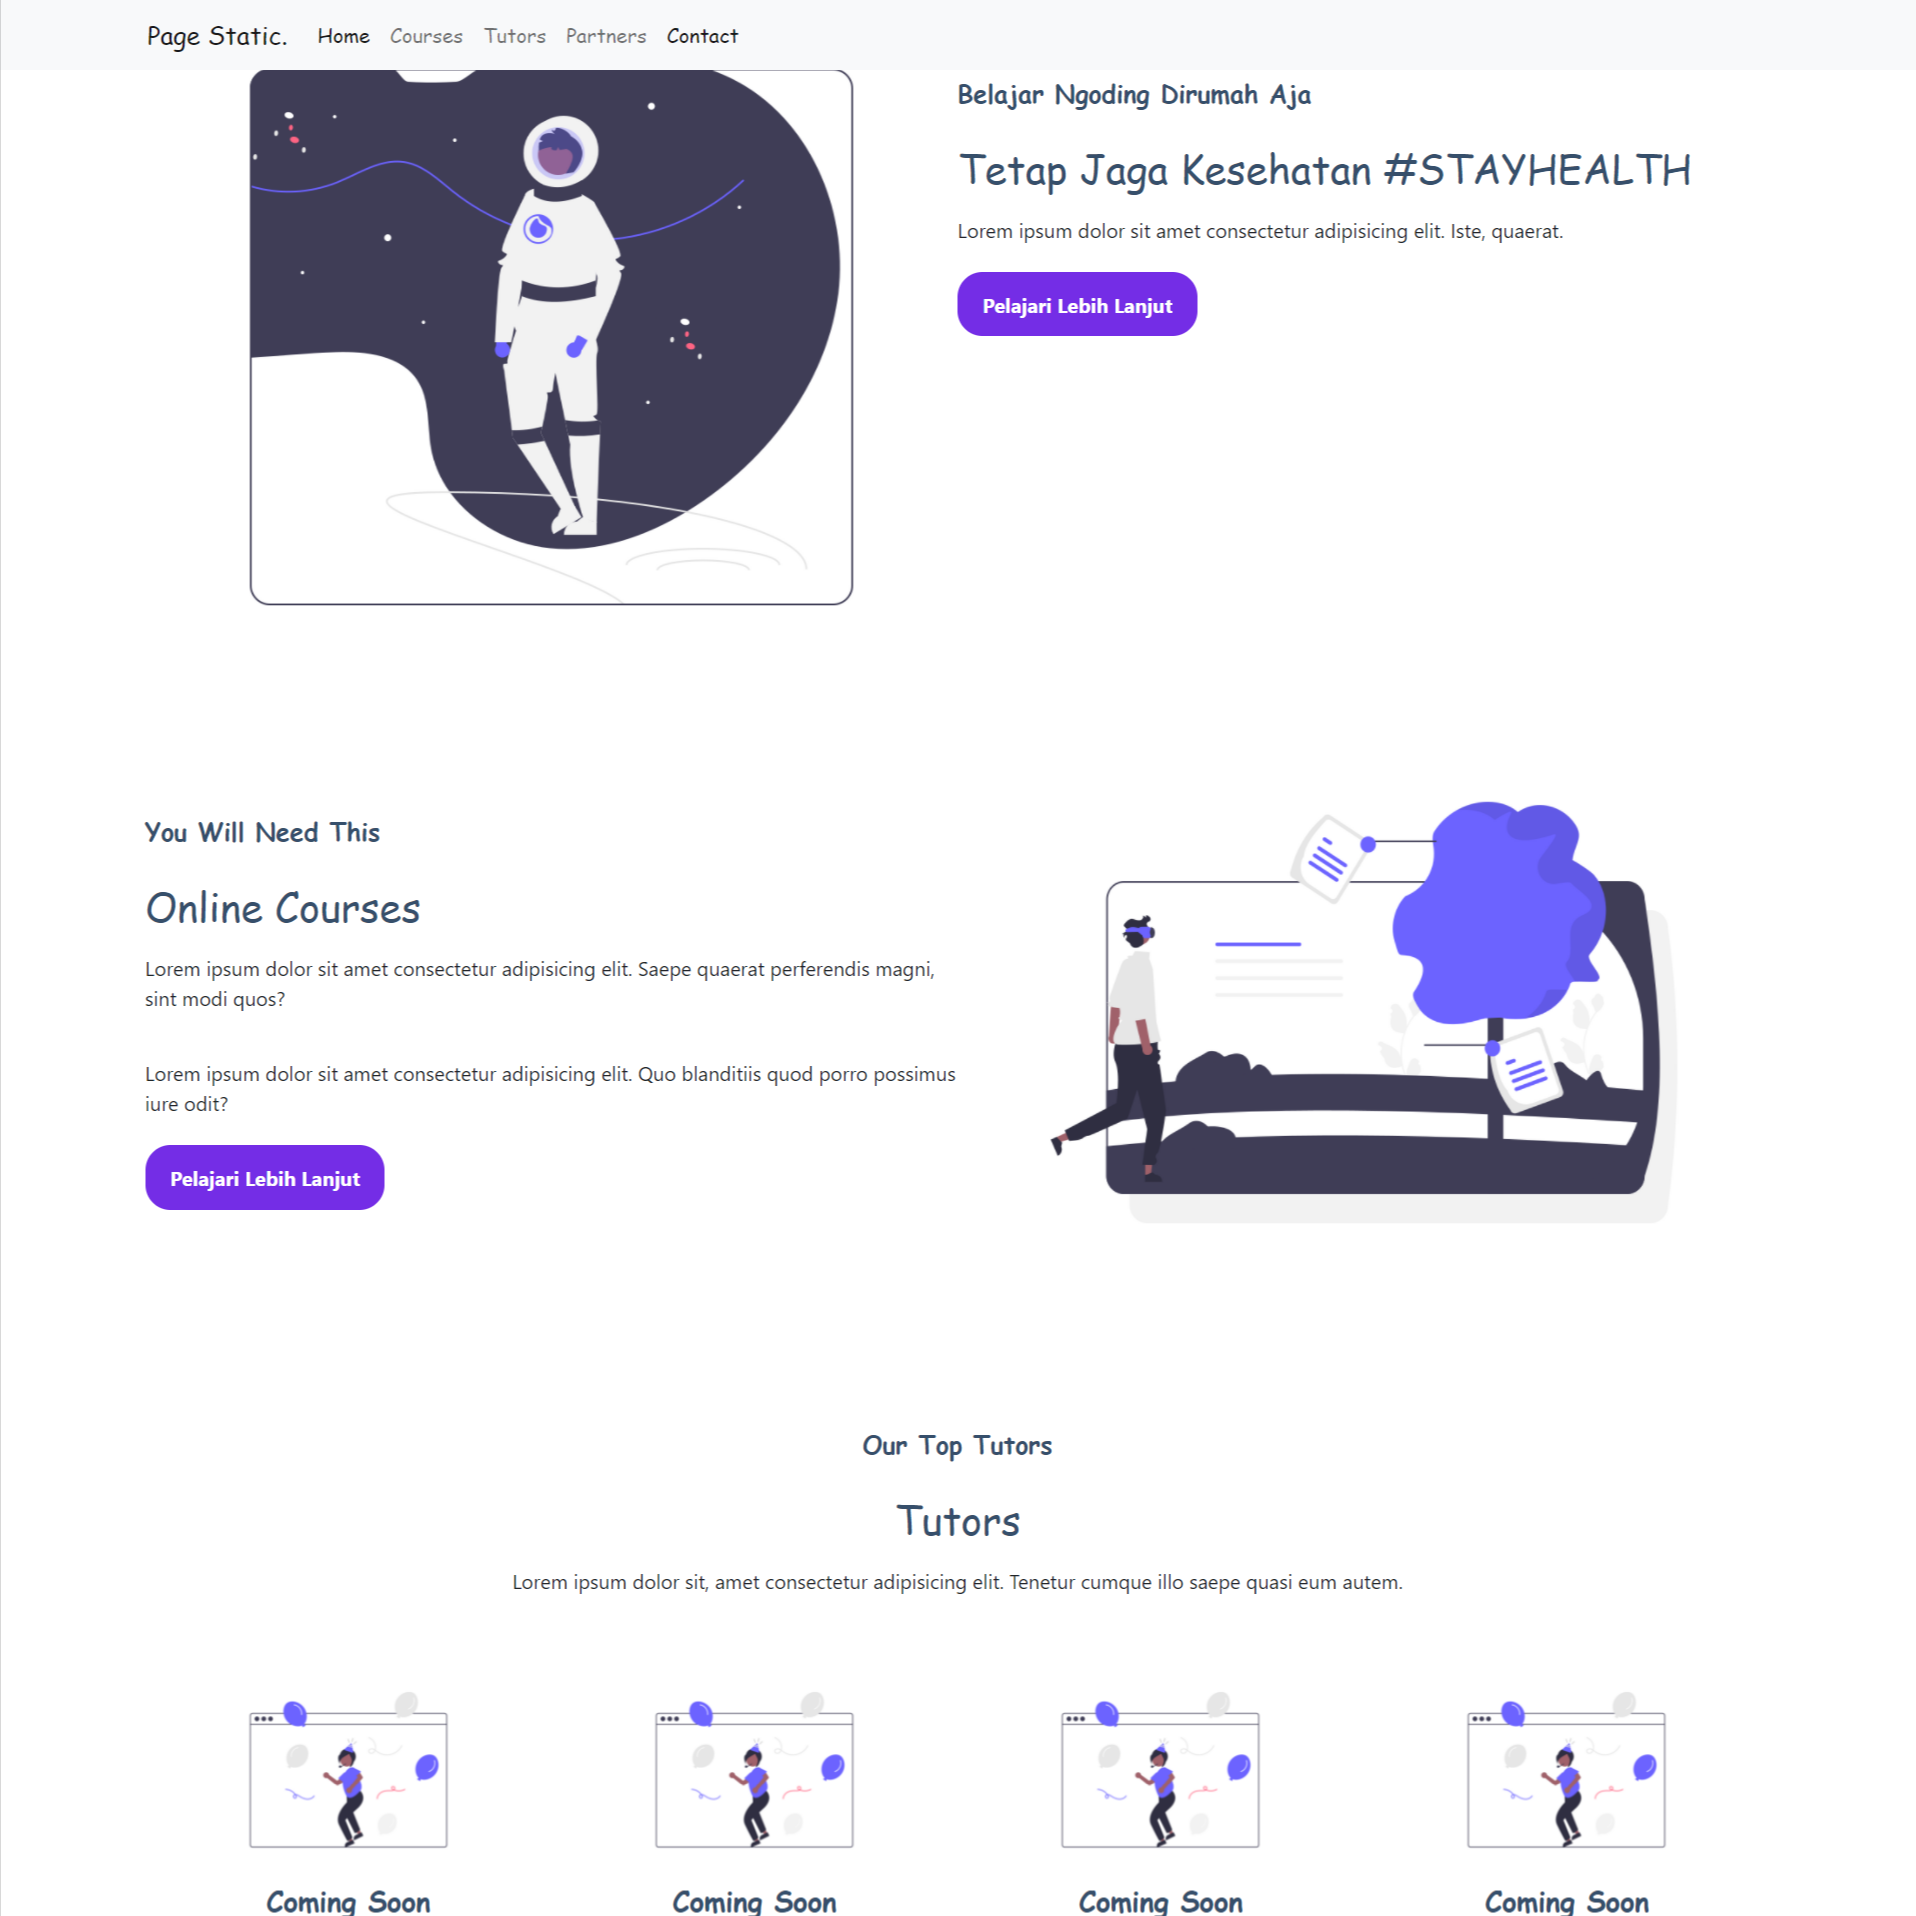 Page Static. Home Courses Tutors Partners Contact
Belajar Ngoding Dirumah Aja
Tetap Jaga Kesehatan #STAYHEALTH
Lorem ipsum dolor sit amet consectetur adipisicing elit. Iste, quaerat.
Pelajari Lebih Lanjut
You Will Need This
Online Courses
Lorem ipsum dolor sit amet consectetur adipisicing elit. Saepe quaerat perferendis magni,
sint modi quos?
Lorem ipsum dolor sit amet consectetur adipisicing elit. Quo blanditiis quod porro possimus
iure odit?
Pelajari Lebih Lanjut
Our Top Tutors
Tutors
Lorem ipsum dolor sit, amet consectetur adipisicing elit. Tenetur cumque illo saepe quasi eum autem.
Coming Soon Coming Soon Coming Soon Coming Soon